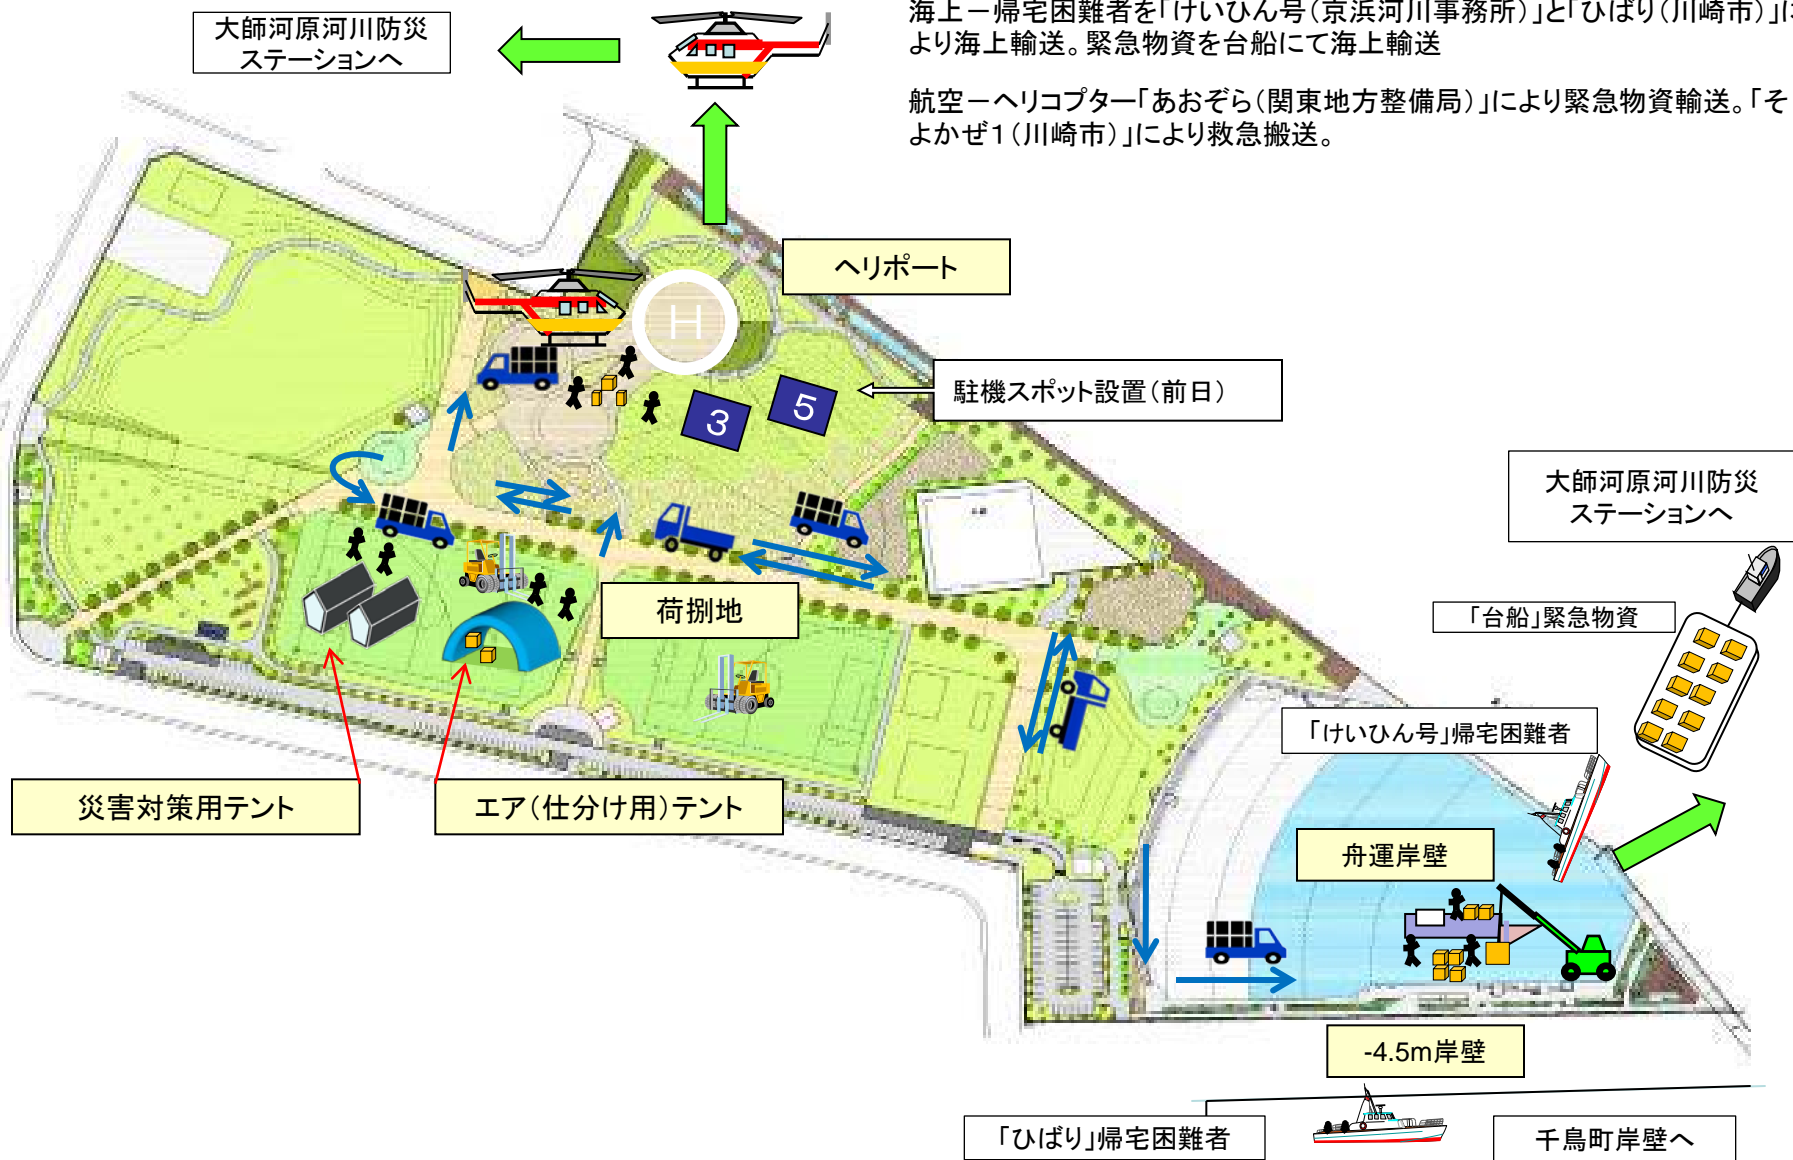 大師河原河川防災
ステーションへ
海上－帰宅困難者を「けいひん号（京浜河川事務所）」と「ひばり（川崎市）」に
より海上輸送。緊急物資を台船にて海上輸送
航空－ヘリコプター「あおぞら（関東地方整備局）」により緊急物資輸送。「そ
よかぜ１（川崎市）」により救急搬送。
ヘリポート
H
駐機スポット設置（前日）
3
5
大師河原河川防災
ステーションへ
荷捌地
「台船」緊急物資
「けいひん号」帰宅困難者
災害対策用テント
エア（仕分け用）テント
舟運岸壁
-4.5m岸壁
「ひばり」帰宅困難者
千鳥町岸壁へ